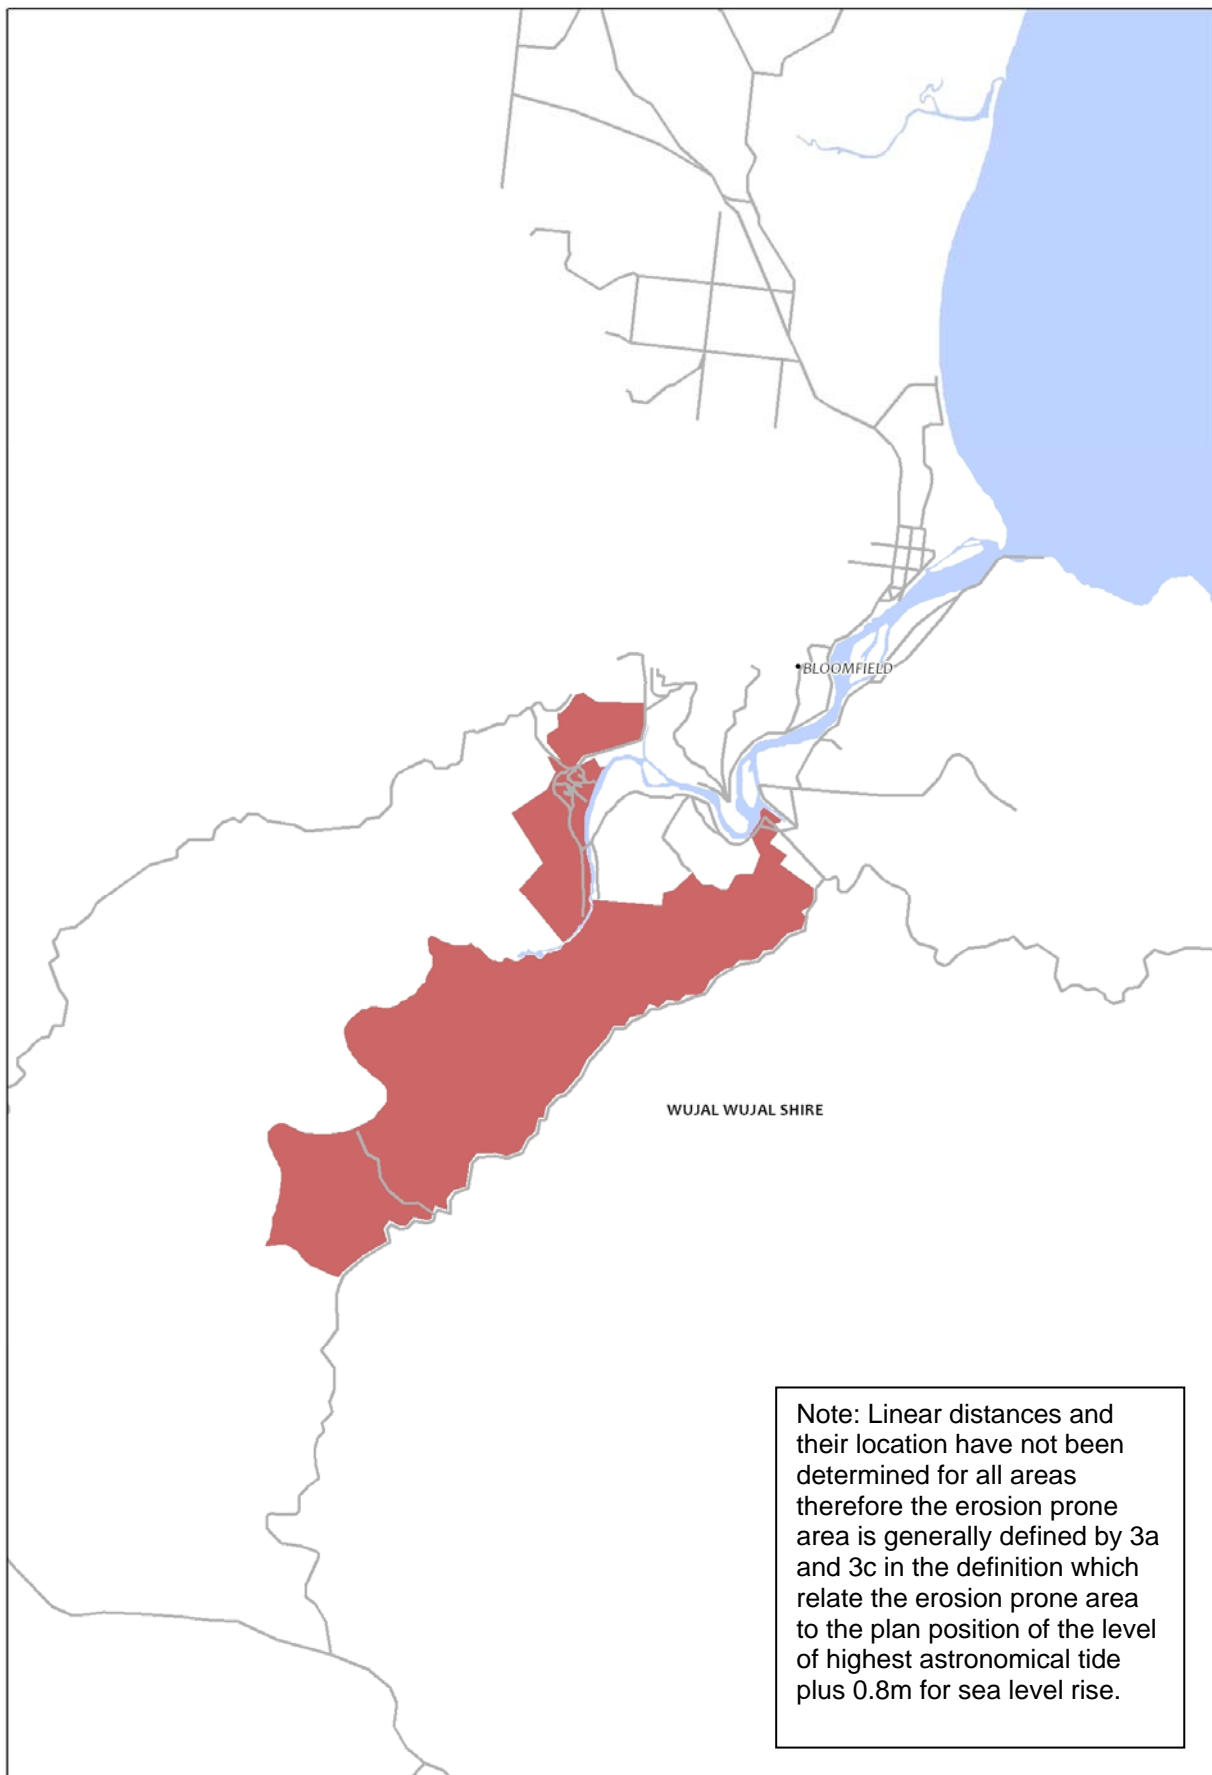 BLOOMFIELD
WUJAL WUJAL SHIRE
Note: Linear distances and
their location have not been
determined for all areas
therefore the erosion prone
area is generally defined by 3a
and 3c in the definition which
relate the erosion prone area
to the plan position of the level
of highest astronomical tide
plus 0.8m for sea level rise.